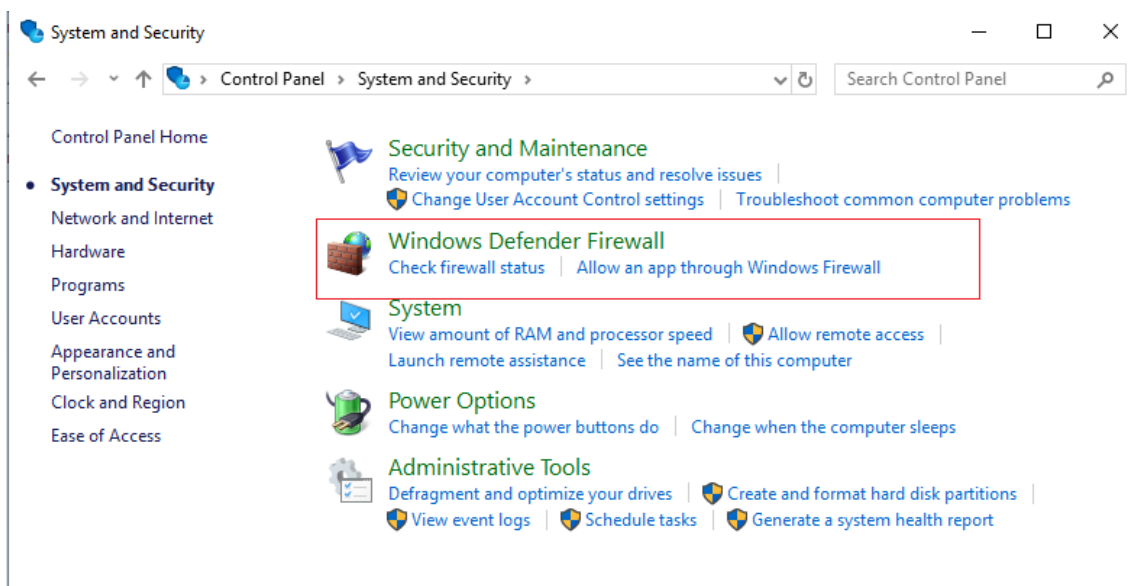 System and Security
Control Panel > System and Security >
Search Control Panel
Control Panel Home
System and Security
Network and Internet
Hardware
Programs
User Accounts
Appearance and
Personalization
Clock and Region
Ease of Access
Security and Maintenance
Review your computer's status and resolve issues
Change User Account Control settings
Troubleshoot common computer problems
Windows Defender Firewall
Check firewall status
Allow an app through Windows Firewall
System
View amount of RAM and processor speed
Allow remote access
Launch remote assistance
See the name of this computer
Power Options
Change what the power buttons do
Change when the computer sleeps
Administrative Tools
Defragment and optimize your drives
Create and format hard disk partitions
View event logs
Schedule tasks
Generate a system health report